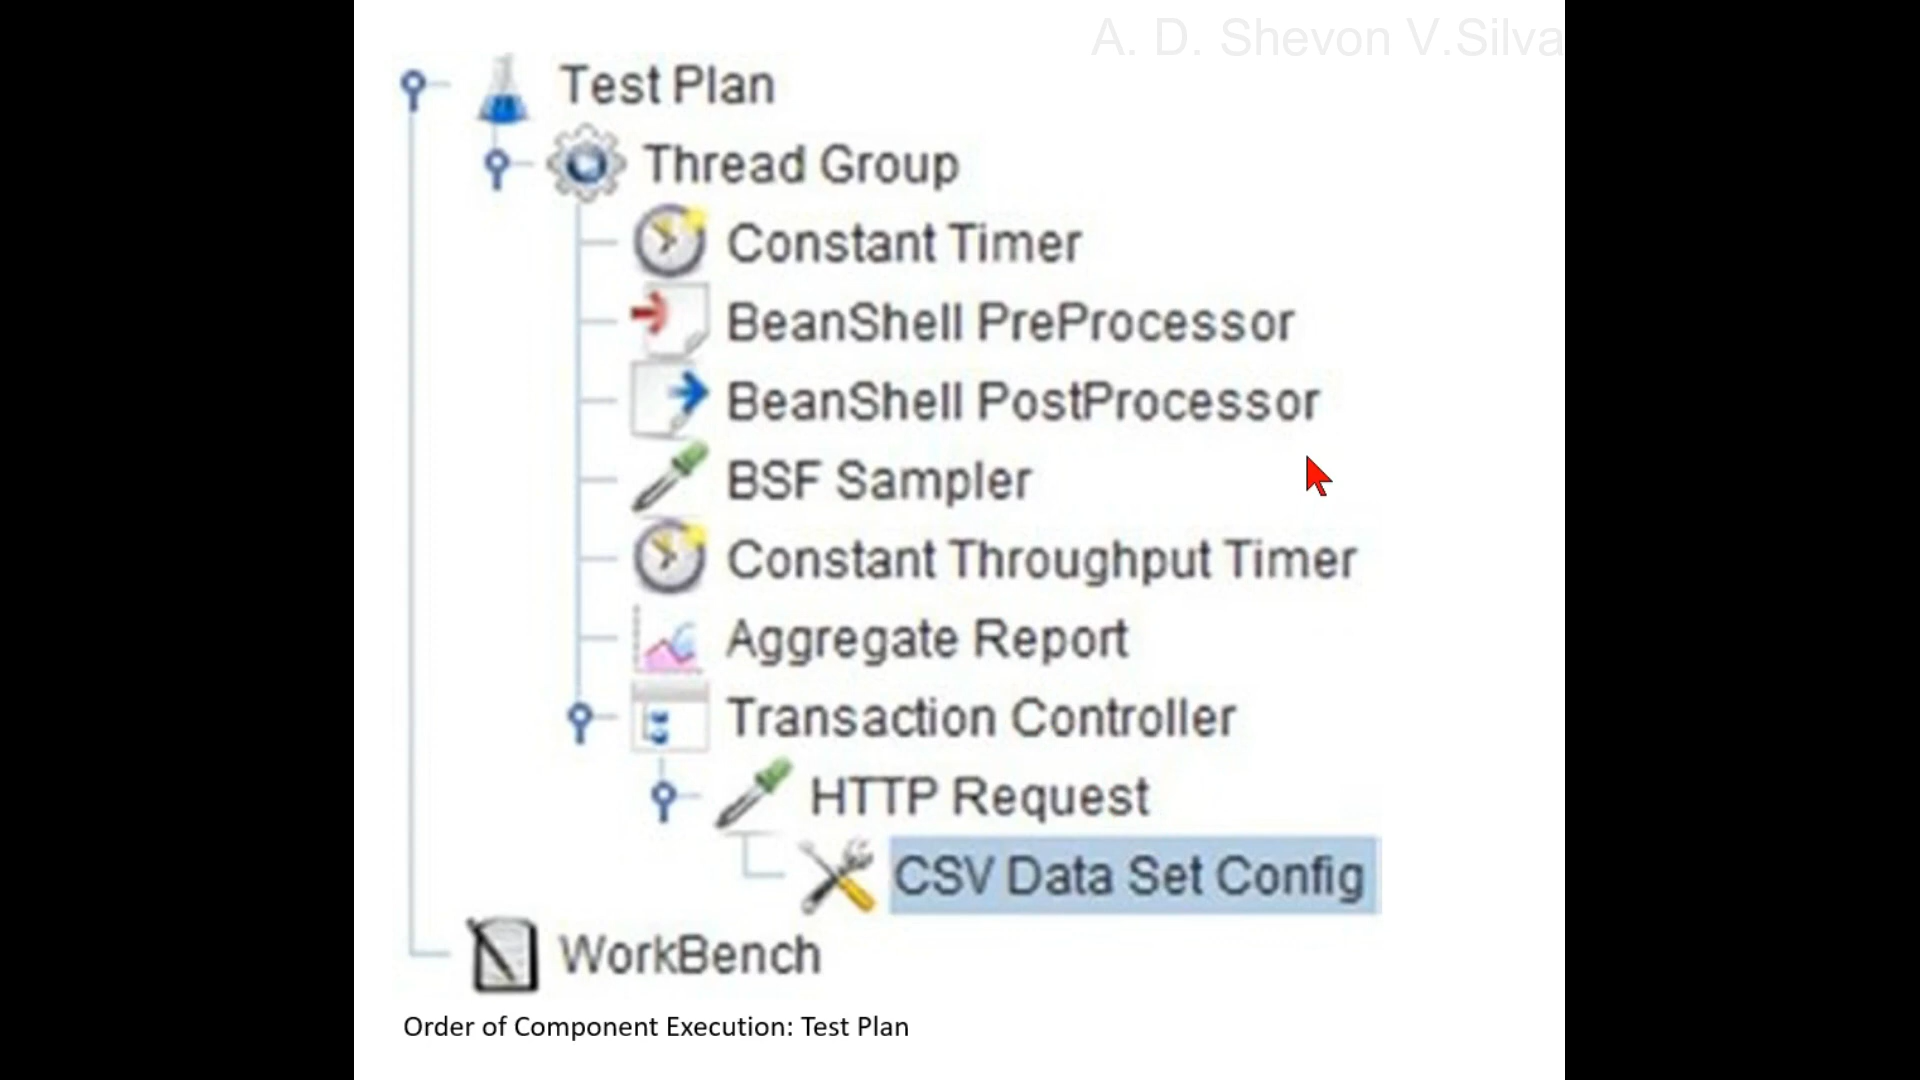 A. D. Shevon V.Silva
Test Plan
Thread Group
Constant Timer
BeanShell PreProcessor
BeanShell PostProcessor
BSF Sampler
Constant Throughput Timer
Aggregate Report
Transaction Controller
HTTP Request
CSV Data Set Config
WorkBench
Order of Component Execution: Test Plan